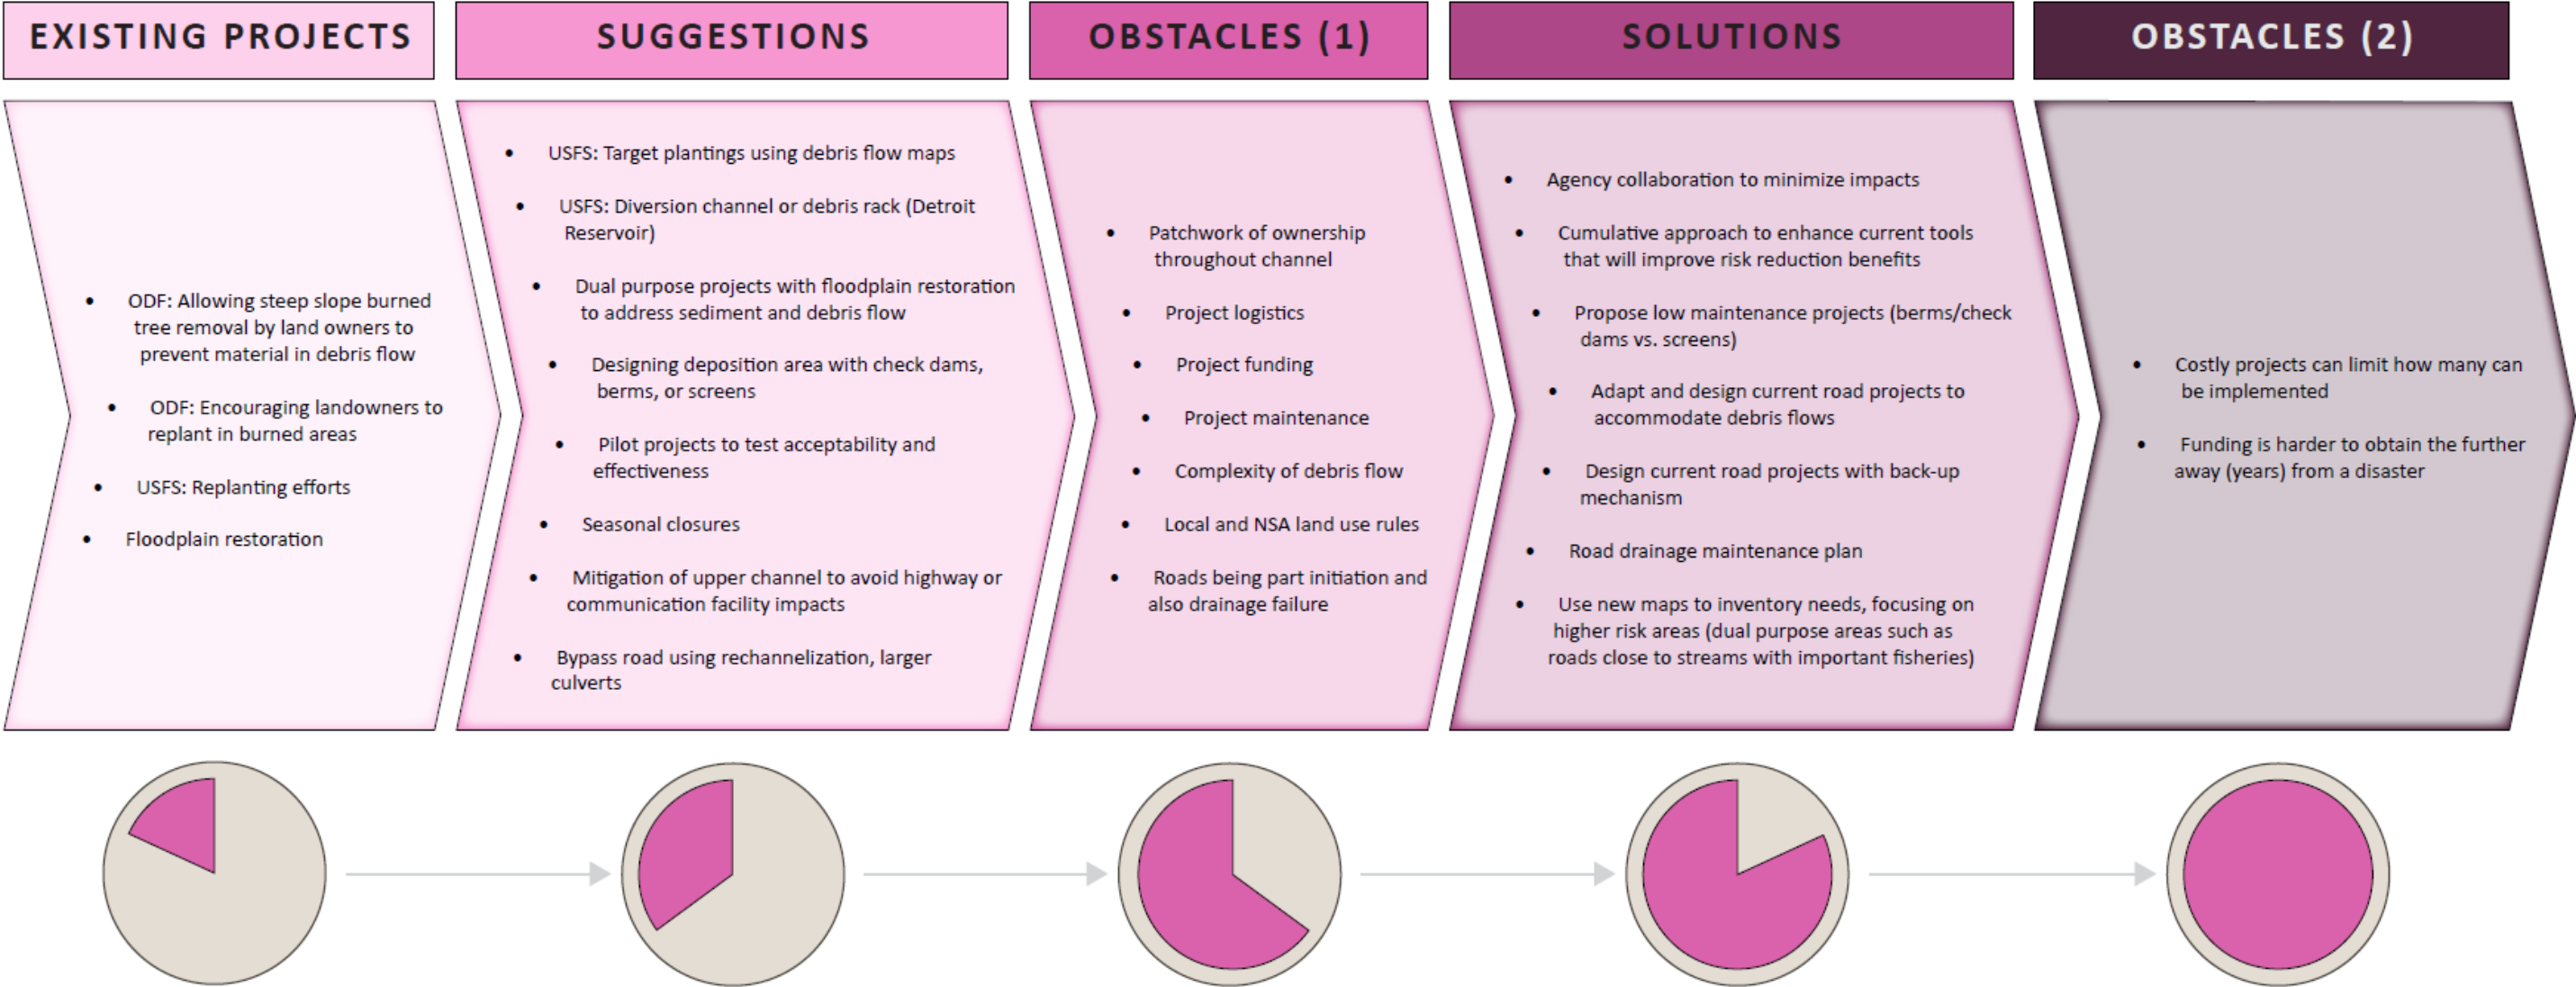 EXISTING PROJECTS
SUGGESTIONS
OBSTACLES (1)
SOLUTIONS
OBSTACLES (2)
• ODF: Allowing steep slope burned
tree removal by land owners to
prevent material in debris flow
• ODF: Encouraging landowners to
replant in burned areas
• USFS: Replanting efforts
• Floodplain restoration
• USFS: Target plantings using debris flow maps
• USFS: Diversion channel or debris rack (Detroit
Reservoir)
• Dual purpose projects with floodplain restoration
to address sediment and debris flow
• Designing deposition area with check dams,
berms, or screens
• Pilot projects to test acceptability and
effectiveness
• Seasonal closures
• Mitigation of upper channel to avoid highway or
communication facility impacts
• Bypass road using rechannelization, larger
culverts
• Patchwork of ownership
throughout channel
• Project logistics
• Project funding
• Project maintenance
• Complexity of debris flow
• Local and NSA land use rules
• Roads being part initiation and
also drainage failure
• Agency collaboration to minimize impacts
• Cumulative approach to enhance current tools
that will improve risk reduction benefits
• Propose low maintenance projects (berms/check
dams vs. screens)
• Adapt and design current road projects to
accommodate debris flows
• Design current road projects with back-up
mechanism
• Road drainage maintenance plan
• Use new maps to inventory needs, focusing on
higher risk areas (dual purpose areas such as
roads close to streams with important fisheries)
• Costly projects can limit how many can
be implemented
• Funding is harder to obtain the further
away (years) from a disaster